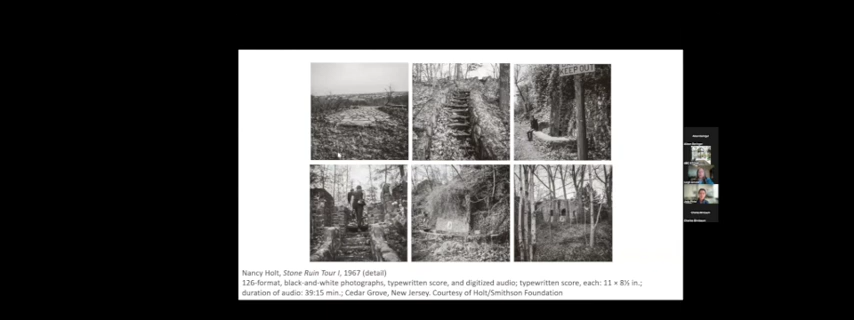 KEEP OUT
Nancy Holt, Stone Ruin Tour I, 1967 (detail)
126-format, black-and-white photographs, typewritten score, and digitized audio; typewritten score, each: 11 × 8½ in.;
duration of audio: 39:15 min.; Cedar Grove, New Jersey. Courtesy of Holt/Smithson Foundation